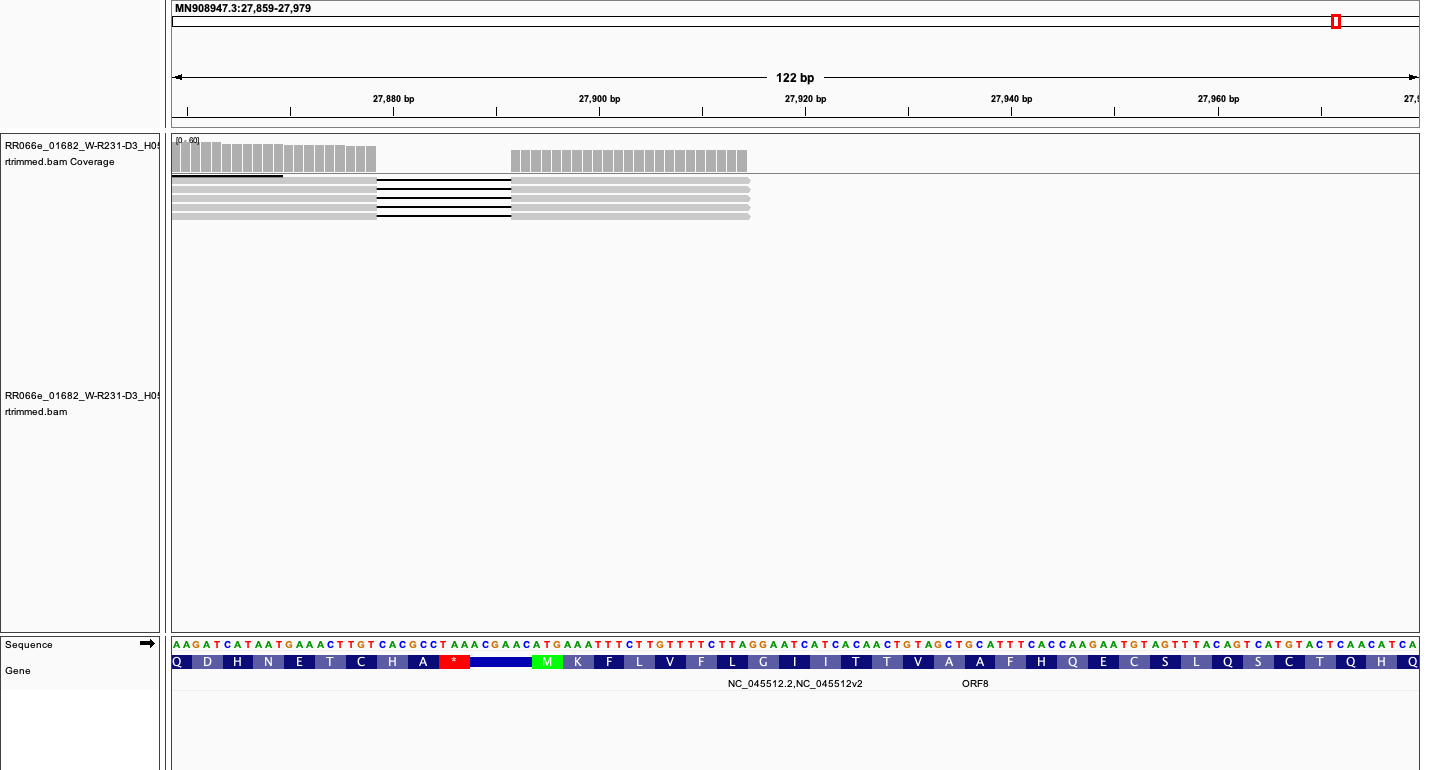 MN908947.3:27,859-27,979
122 bp
27,880 bp 27,900 bp 27,920 bp 27,940 bp 27,960 bp 27,9
RR066e_01682_W-R231-D3_H0
[0 - 60]
rtrimmed.bam Coverage
RR066e_01682_W-R231-D3_H0
rtrimmed.bam
Sequence
AAGATCATAATGAAACTTGTCACGCCTAAACGAACATGAAATTTCTTGTTTTCTTAGGAATCATCACAACTGTAGCTGCATTTCACCAAGAATGTAGTTTACAGTCATGTACTCAACATCA
Gene
Q D H N E T C H A * M K F L V F L G I I T T V A A F H Q E C S L Q S C T Q H Q
NC_045512.2,NC_045512v2 ORF8